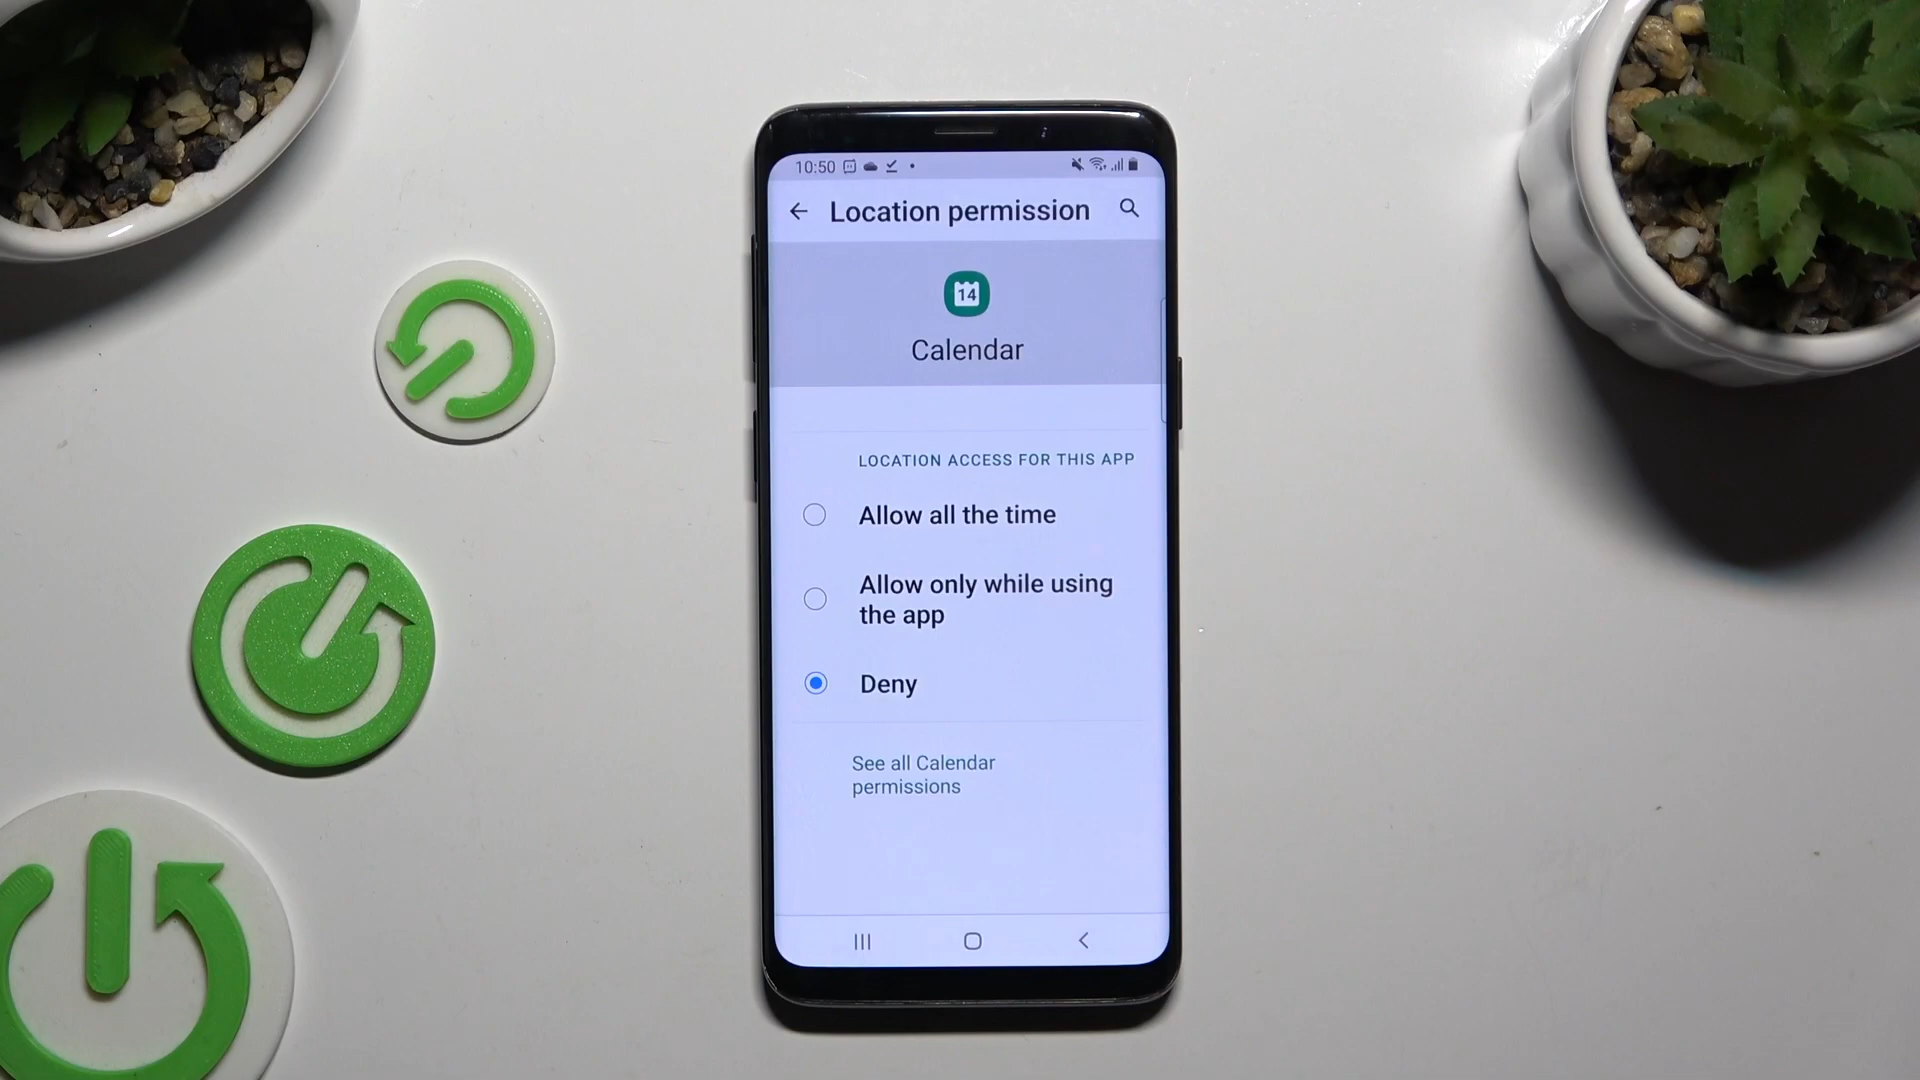 10:50
Location permission
14
Calendar
LOCATION ACCESS FOR THIS APP
Allow all the time
Allow only while using
the app
Deny
See all Calendar
permissions